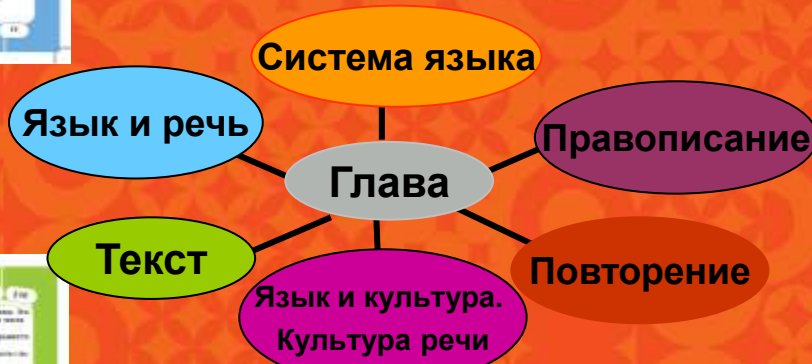 Система языка
Язык и речь
Правописание
Глава
Текст
Повторение
Язык и культура.
Культура речи